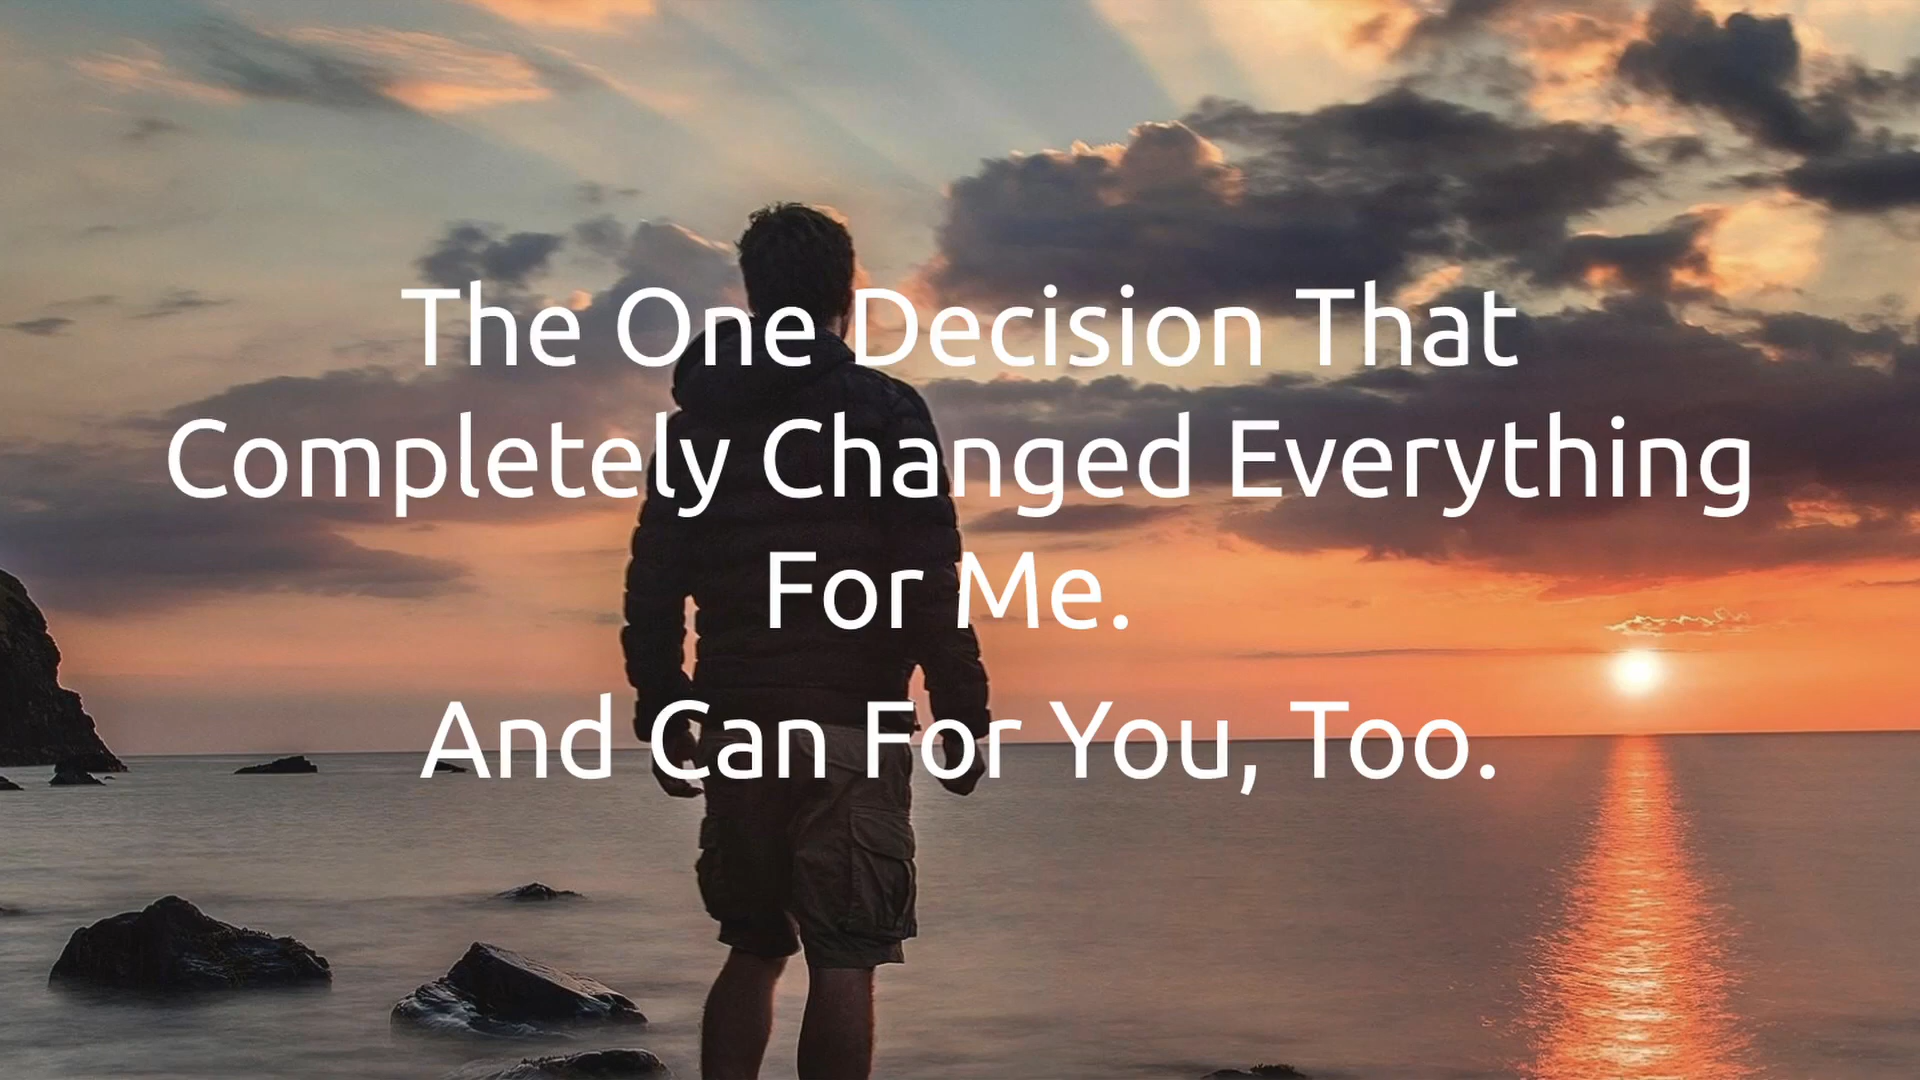 The One Decision That
Completely Changed Everything
For Me.
And Can For You, Too.